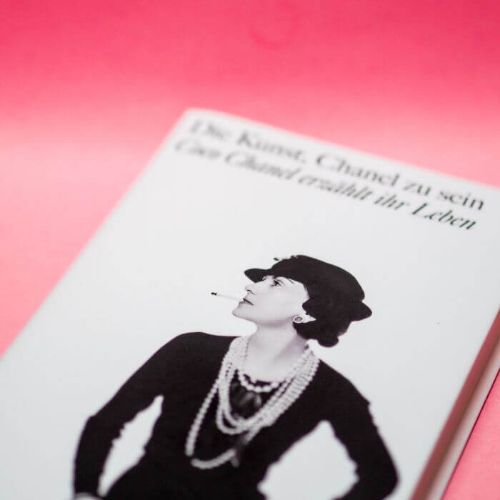 Die Kunst, Chanel zu sein
Coco Chanel erzählt ihr Leben